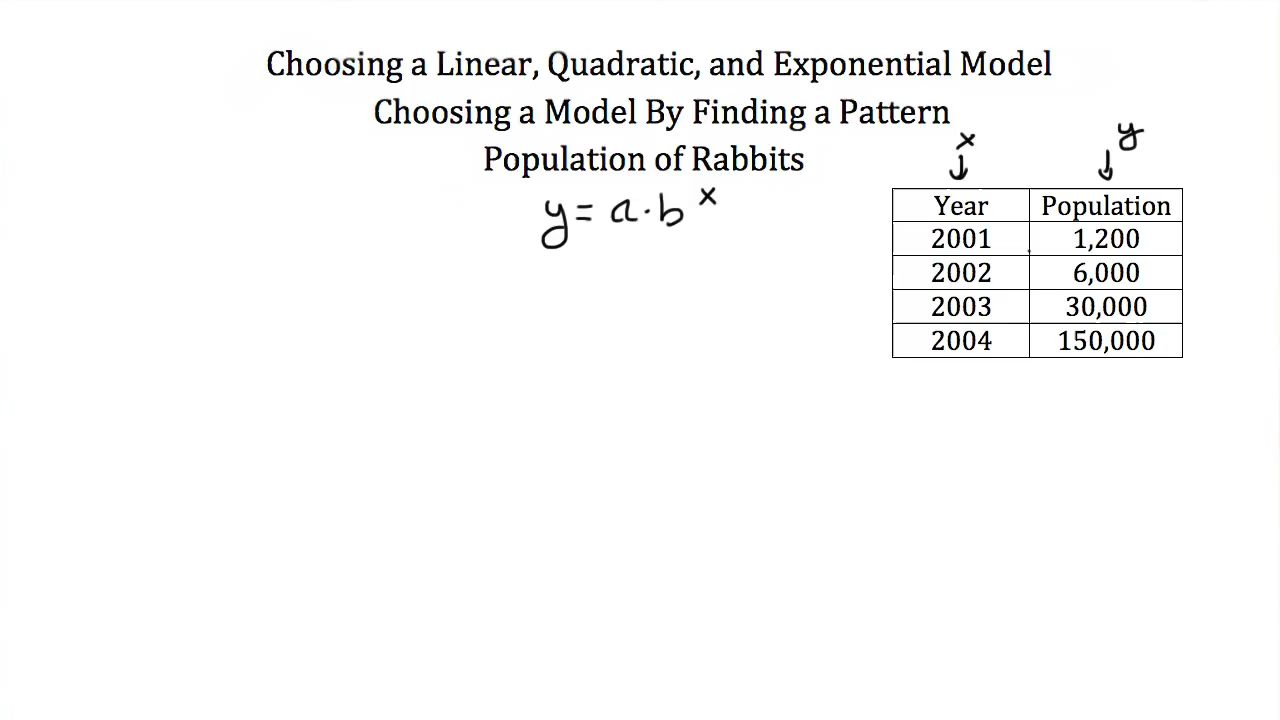 Choosing a Linear, Quadratic, and Exponential Model
Choosing a Model By Finding a Pattern
Population of Rabbits
y = a · b^x
x y
↓ ↓
Year Population
2001 1,200
2002 6,000
2003 30,000
2004 150,000